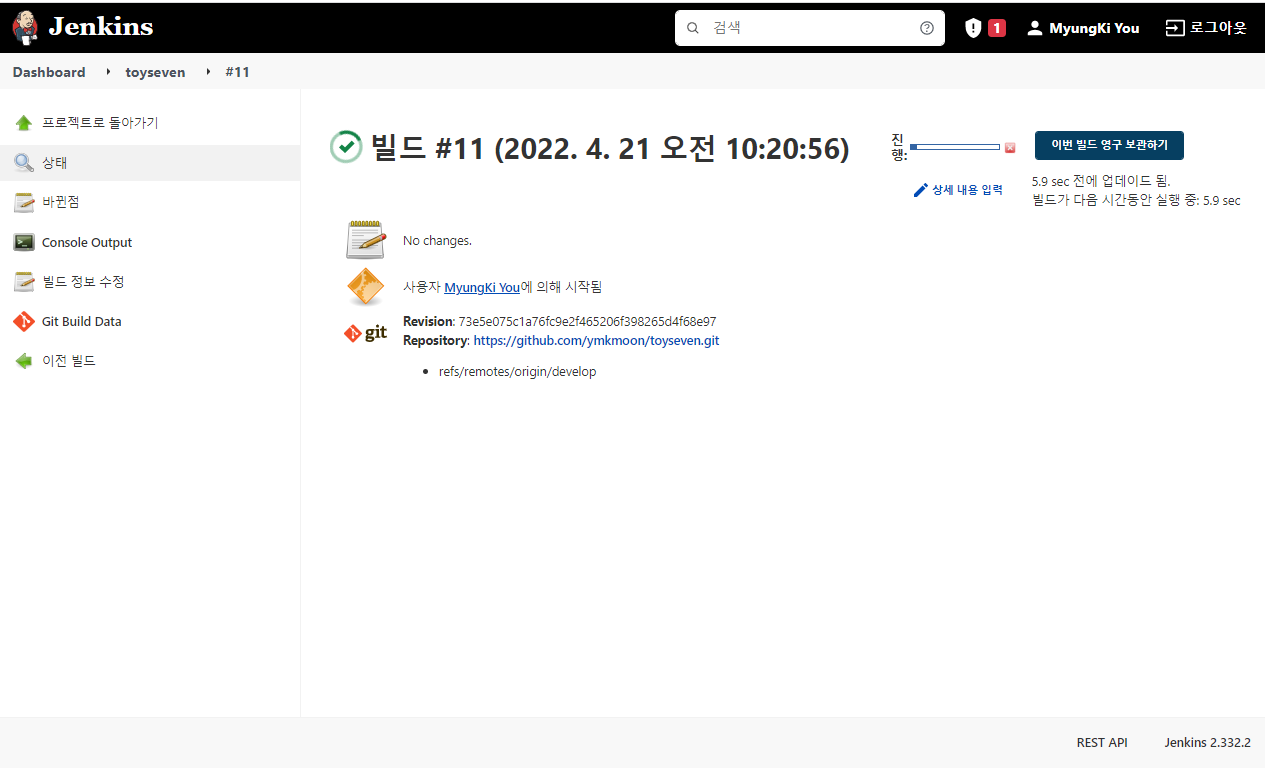 Jenkins
검색
1
MyungKi You
로그아웃
Dashboard
toyseven
#11
프로젝트로 돌아가기
상태
바뀐점
Console Output
빌드 정보 수정
Git Build Data
이전 빌드
빌드 #11 (2022. 4. 21 오전 10:20:56)
진
행:
이번 빌드 영구 보관하기
상세 내용 입력
5.9 sec 전에 업데이트 됨.
빌드가 다음 시간동안 실행 중: 5.9 sec
No changes.
사용자 MyungKi You에 의해 시작됨
git
Revision: 73e5e075c1a76fc9e2f465206f398265d4f68e97
Repository: https://github.com/ymkmoon/toyseven.git
refs/remotes/origin/develop
REST API
Jenkins 2.332.2